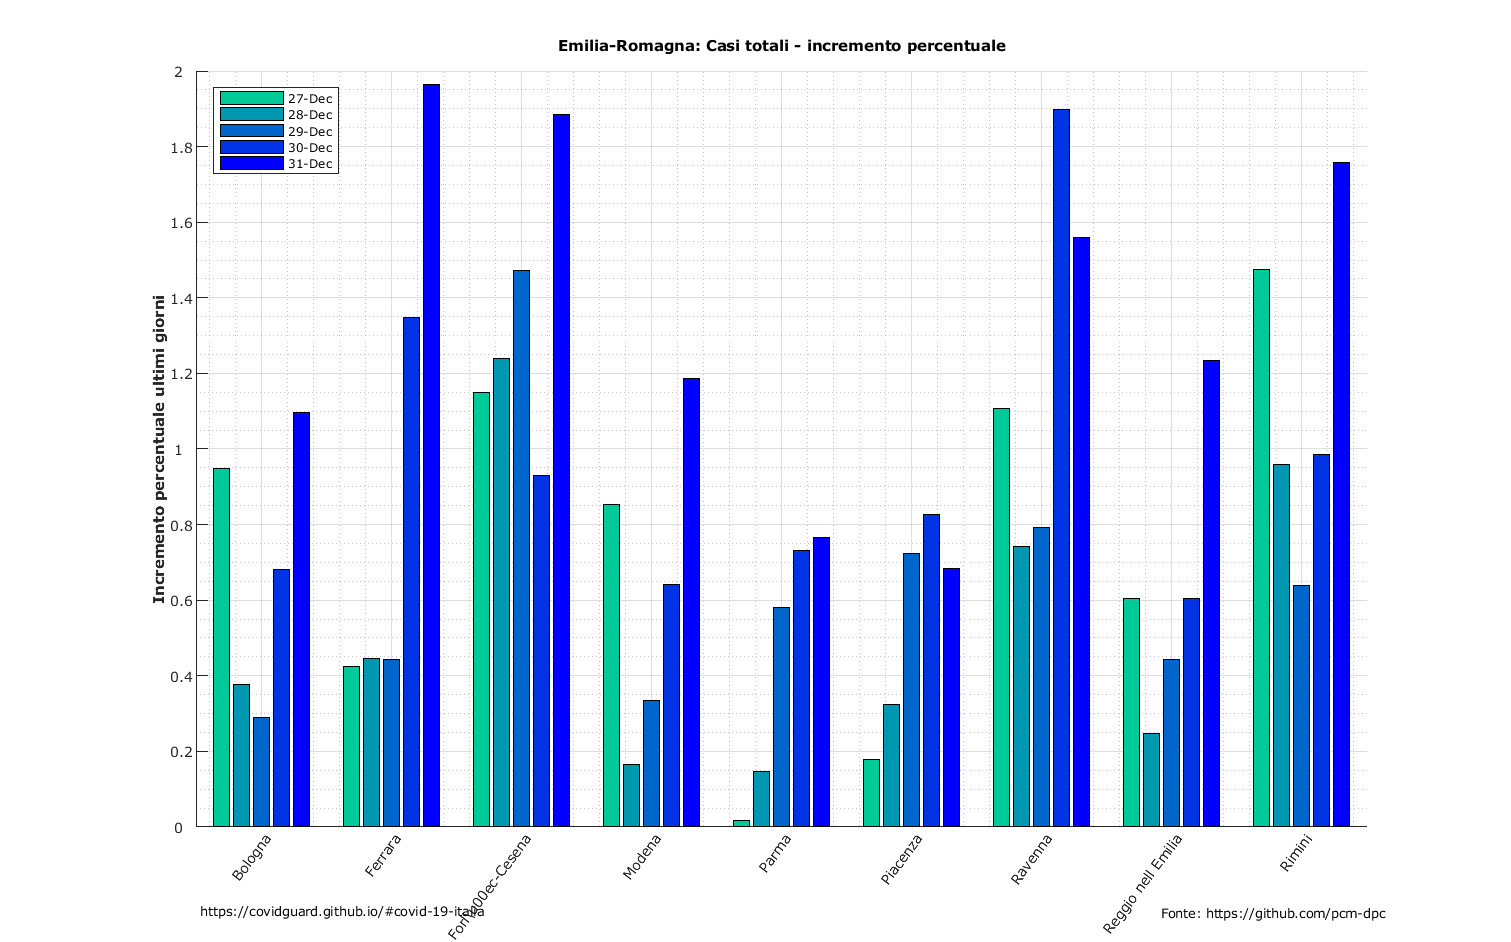 Emilia-Romagna: Casi totali - incremento percentuale
Incremento percentuale ultimi giorni
2
1.8
1.6
1.4
1.2
1
0.8
0.6
0.4
0.2
0
27-Dec
28-Dec
29-Dec
30-Dec
31-Dec
Bologna
Ferrara
Modena
Parma
Piacenza
Ravenna
Reggio nell Emilia
Rimini
https://covidguard.github.io/#covid-19-italia
Fonte: https://github.com/pcm-dpc